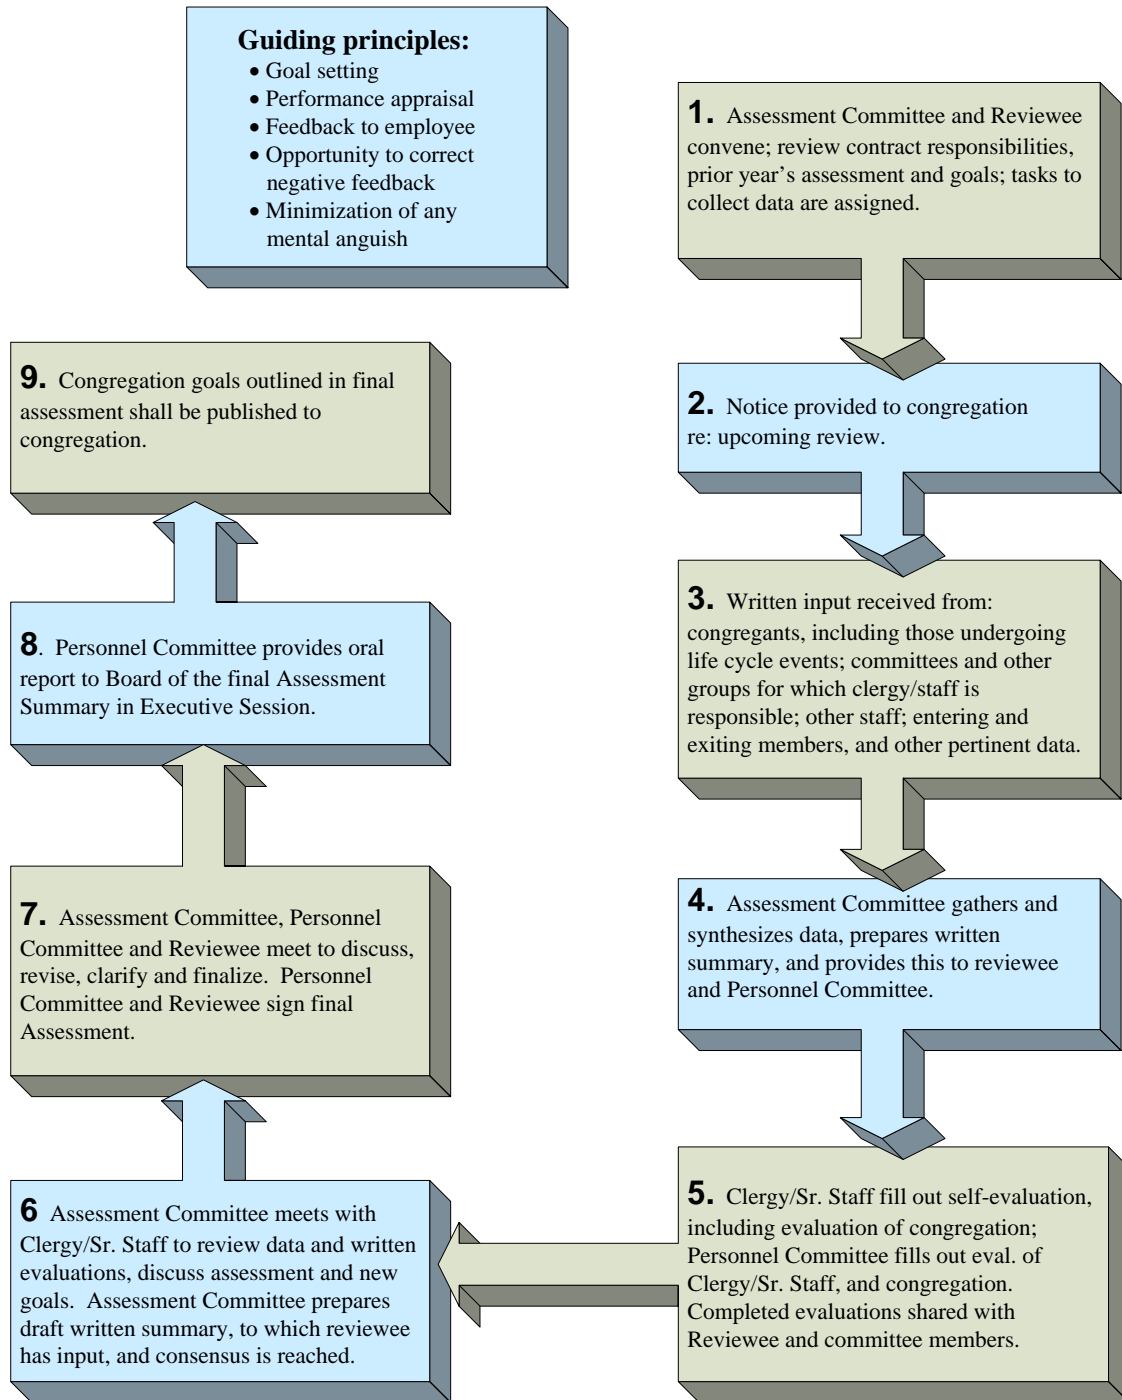 Guiding principles:
• Goal setting
• Performance appraisal
• Feedback to employee
• Opportunity to correct
negative feedback
• Minimization of any
mental anguish
1. Assessment Committee and Reviewee
convene; review contract responsibilities,
prior year’s assessment and goals; tasks to
collect data are assigned.
2. Notice provided to congregation
re: upcoming review.
3. Written input received from:
congregants, including those undergoing
life cycle events; committees and other
groups for which clergy/staff is
responsible; other staff; entering and
exiting members, and other pertinent data.
4. Assessment Committee gathers and
synthesizes data, prepares written
summary, and provides this to reviewee
and Personnel Committee.
5. Clergy/Sr. Staff fill out self-evaluation,
including evaluation of congregation;
Personnel Committee fills out eval. of
Clergy/Sr. Staff, and congregation.
Completed evaluations shared with
Reviewee and committee members.
6 Assessment Committee meets with
Clergy/Sr. Staff to review data and written
evaluations, discuss assessment and new
goals. Assessment Committee prepares
draft written summary, to which reviewee
has input, and consensus is reached.
7. Assessment Committee, Personnel
Committee and Reviewee meet to discuss,
revise, clarify and finalize. Personnel
Committee and Reviewee sign final
Assessment.
8. Personnel Committee provides oral
report to Board of the final Assessment
Summary in Executive Session.
9. Congregation goals outlined in final
assessment shall be published to
congregation.